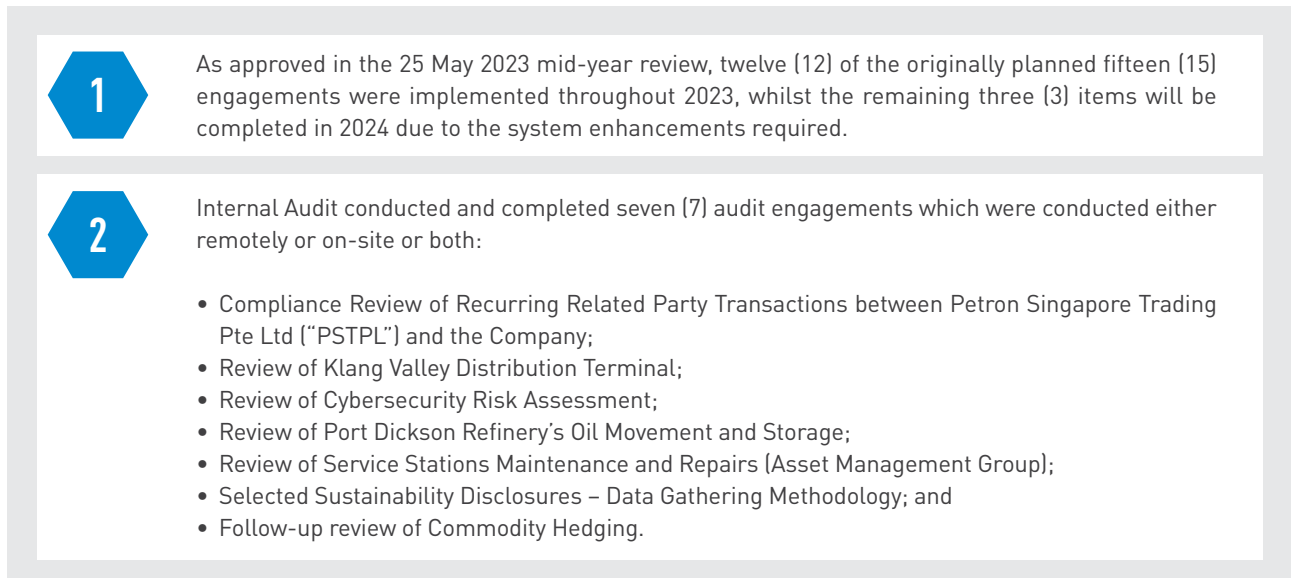 1
As approved in the 25 May 2023 mid-year review, twelve (12) of the originally planned fifteen (15)
engagements were implemented throughout 2023, whilst the remaining three (3) items will be
completed in 2024 due to the system enhancements required.
2
Internal Audit conducted and completed seven (7) audit engagements which were conducted either
remotely or on-site or both:
• Compliance Review of Recurring Related Party Transactions between Petron Singapore Trading
Pte Ltd (“PSTPL”) and the Company;
• Review of Klang Valley Distribution Terminal;
• Review of Cybersecurity Risk Assessment;
• Review of Port Dickson Refinery’s Oil Movement and Storage;
• Review of Service Stations Maintenance and Repairs (Asset Management Group);
• Selected Sustainability Disclosures – Data Gathering Methodology; and
• Follow-up review of Commodity Hedging.